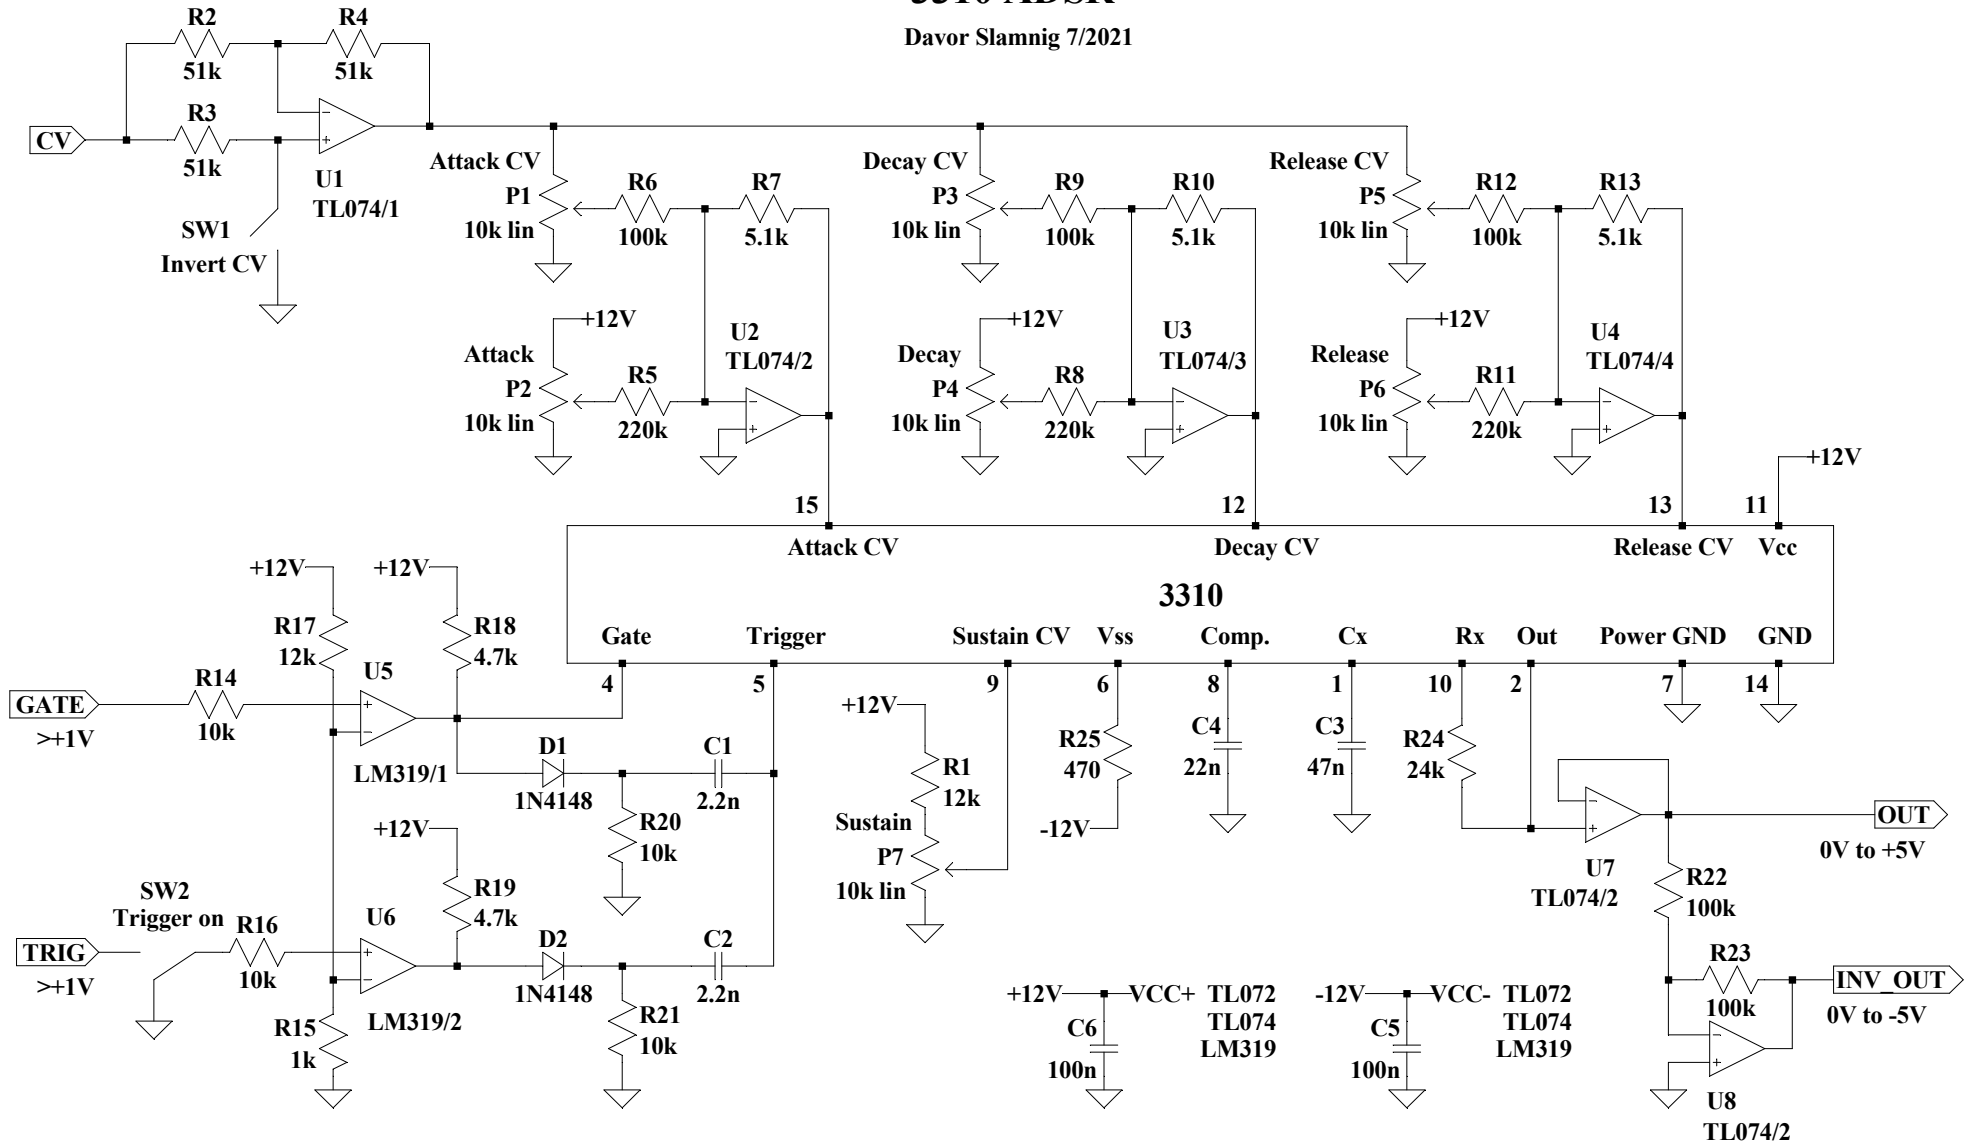 3310 ADSR
Davor Slamnig 7/2021
R2
51k
R4
51k
CV
R3
51k
U1
TL074/1
SW1
Invert CV
Attack CV
P1
10k lin
R6
100k
R7
5.1k
Decay CV
P3
10k lin
R9
100k
R10
5.1k
Release CV
P5
10k lin
R12
100k
R13
5.1k
+12V
Attack
P2
10k lin
R5
220k
U2
TL074/2
+12V
Decay
P4
10k lin
R8
220k
U3
TL074/3
+12V
Release
P6
10k lin
R11
220k
U4
TL074/4
+12V
15
12
13
11
Attack CV
Decay CV
Release CV
Vcc
3310
Gate
Trigger
Sustain CV
Vss
Comp.
Cx
Rx
Out
Power GND
GND
4
5
9
6
8
1
10
2
7
14
+12V
+12V
R17
12k
R18
4.7k
U5
LM319/1
GATE
>+1V
R14
10k
D1
1N4148
C1
2.2n
R20
10k
+12V
R19
4.7k
SW2
Trigger on
TRIG
>+1V
R16
10k
U6
LM319/2
D2
1N4148
C2
2.2n
R21
10k
R15
1k
+12V
R1
12k
Sustain
P7
10k lin
R25
470
-12V
C4
22n
C3
47n
R24
24k
U7
TL074/2
OUT
0V to +5V
R22
100k
R23
100k
INV_OUT
0V to -5V
U8
TL074/2
+12V
VCC+ TL072
TL074
LM319
C6
100n
-12V
VCC- TL072
TL074
LM319
C5
100n